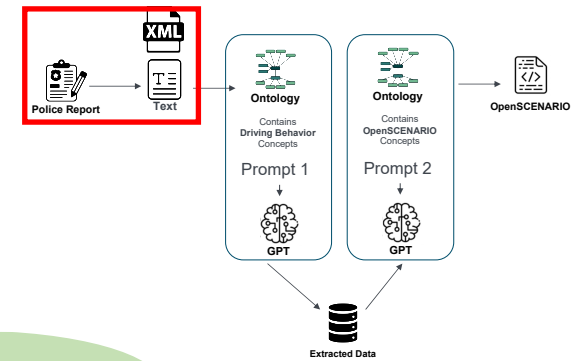 XML
Police Report
Text
Ontology
Contains
Driving Behavior
Concepts
Prompt 1
GPT
Ontology
Contains
OpenSCENARIO
Concepts
Prompt 2
GPT
OpenSCENARIO
Extracted Data